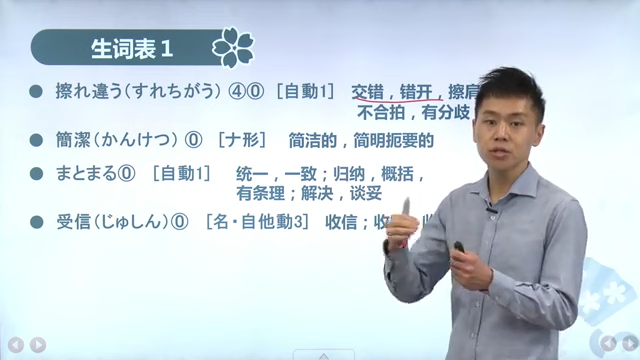 生词表1
● 擦れ違う(すれちがう) ④⓪ [自動1] 交错，错开，擦肩
不合拍，有分歧，
● 簡潔(かんけつ) ⓪ [ナ形] 简洁的，简明扼要的
● まとまる⓪ [自動1] 统一，一致；归纳，概括，
有条理；解决，谈妥
● 受信(じゅしん)⓪ [名・自他動3] 收信；收